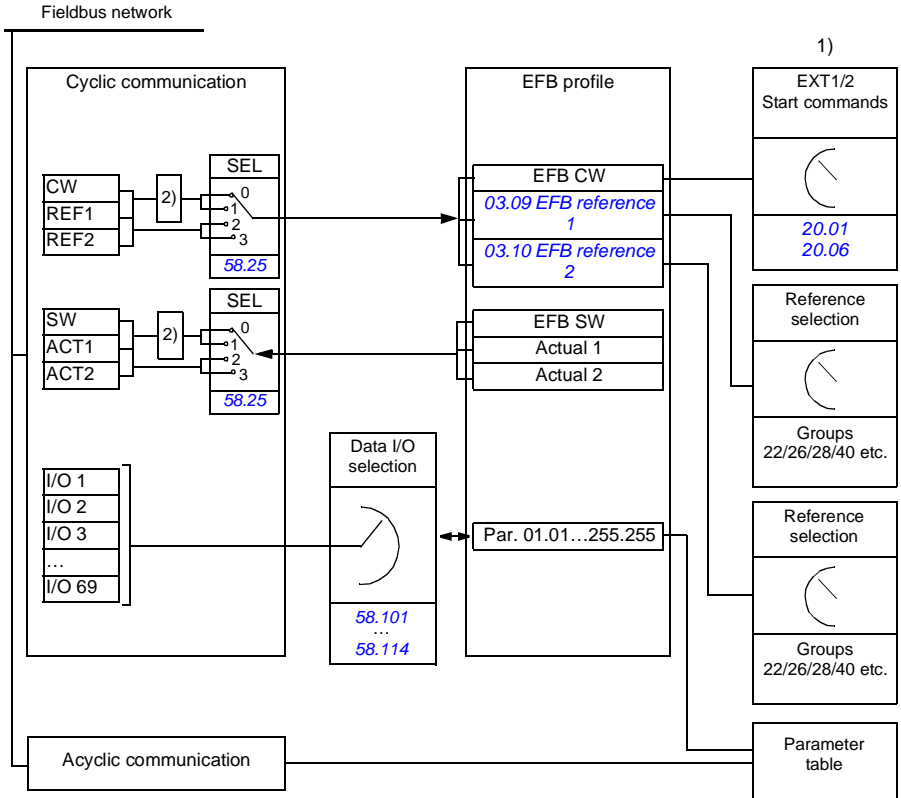 Fieldbus network
Cyclic communication
CW
REF1
REF2
2)
SEL
0
1
2
3
58.25
SW
ACT1
ACT2
2)
SEL
0
1
2
3
58.25
I/O 1
I/O 2
I/O 3
...
I/O 69
Data I/O
selection
58.101
...
58.114
EFB profile
EFB CW
03.09 EFB reference
1
03.10 EFB reference
2
EFB SW
Actual 1
Actual 2
Par. 01.01...255.255
1)
EXT1/2
Start commands
20.01
20.06
Reference
selection
Groups
22/26/28/40 etc.
Reference
selection
Groups
22/26/28/40 etc.
Acyclic communication
Parameter
table